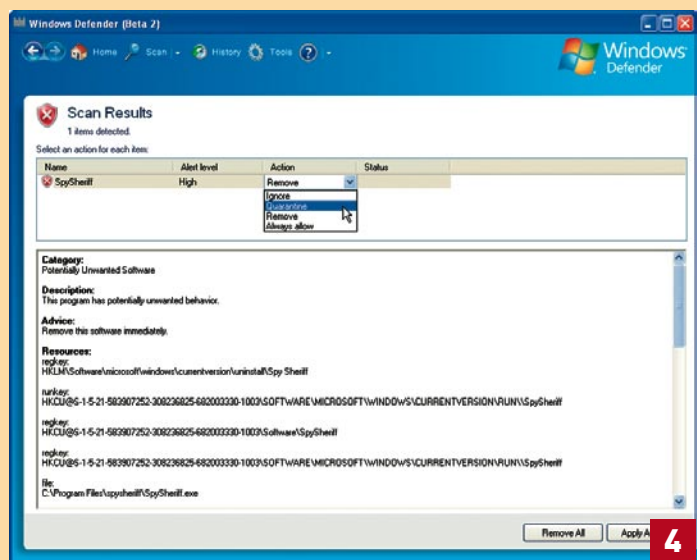 Windows Defender (Beta 2)
Home Scan History Tools
Windows
Defender
Scan Results
1 items detected.
Select an action for each item:
Name Alert level Action Status
SpySheriff High Remove
Ignore
Quarantine
Remove
Always allow
Category:
Potentially Unwanted Software
Description:
This program has potentially unwanted behavior.
Advice:
Remove this software immediately.
Resources:
regkey:
HKLM\Software\microsoft\windows\currentversion\uninstall\Spy Sheriff
runkey:
HKCU@S-1-5-21-583907252-308236825-682003330-1003\SOFTWARE\MICROSOFT\WINDOWS\CURRENTVERSION\RUN\\SpySheriff
regkey:
HKCU@S-1-5-21-583907252-308236825-682003330-1003\Software\SpySheriff
regkey:
HKCU@S-1-5-21-583907252-308236825-682003330-1003\SOFTWARE\MICROSOFT\WINDOWS\CURRENTVERSION\RUN\\SpySheriff
file:
C:\Program Files\spysheriff\SpySheriff.exe
Remove All Apply A
4